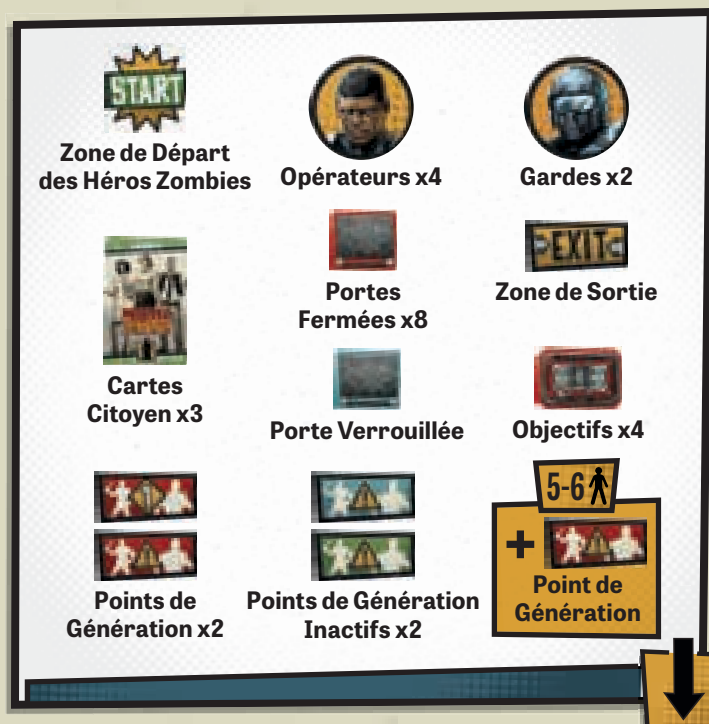 START
Zone de Départ
des Héros Zombies
Opérateurs x4
Gardes x2
Cartes
Citoyen x3
Portes
Fermées x8
EXIT
Zone de Sortie
Porte Verrouillée
Objectifs x4
Points de
Génération x2
Points de Génération
Inactifs x2
5-6
+
Point de
Génération